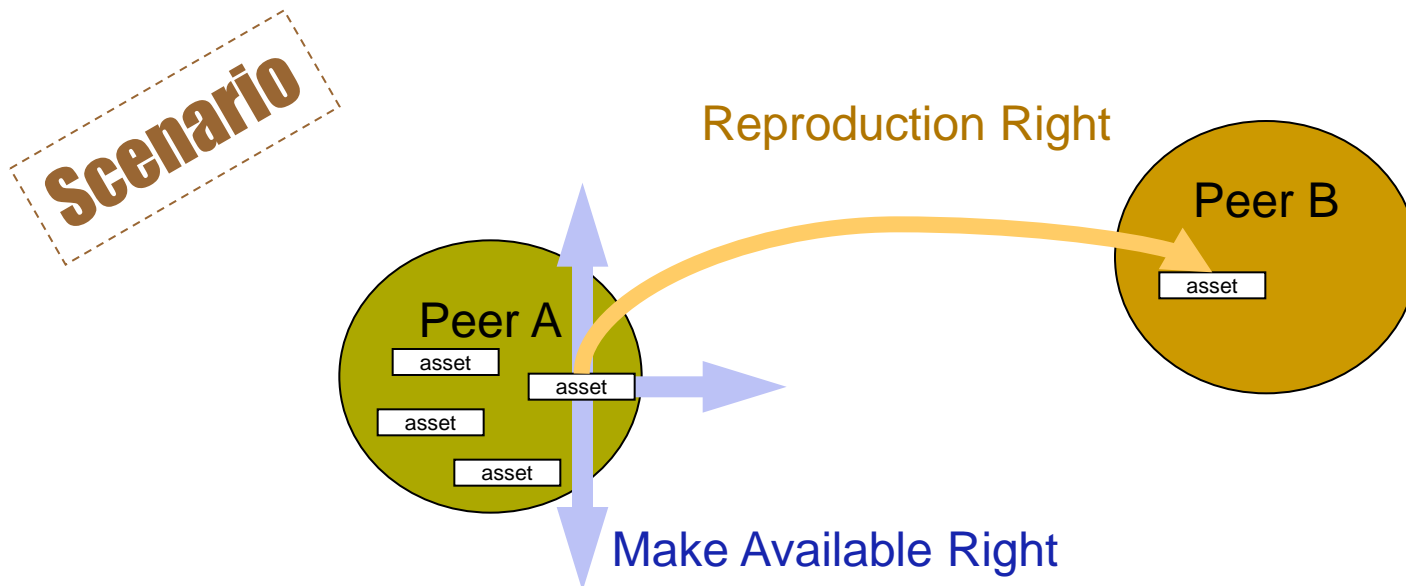 Scenario
Reproduction Right
Peer B
asset
Peer A
asset
asset
asset
asset
Make Available Right